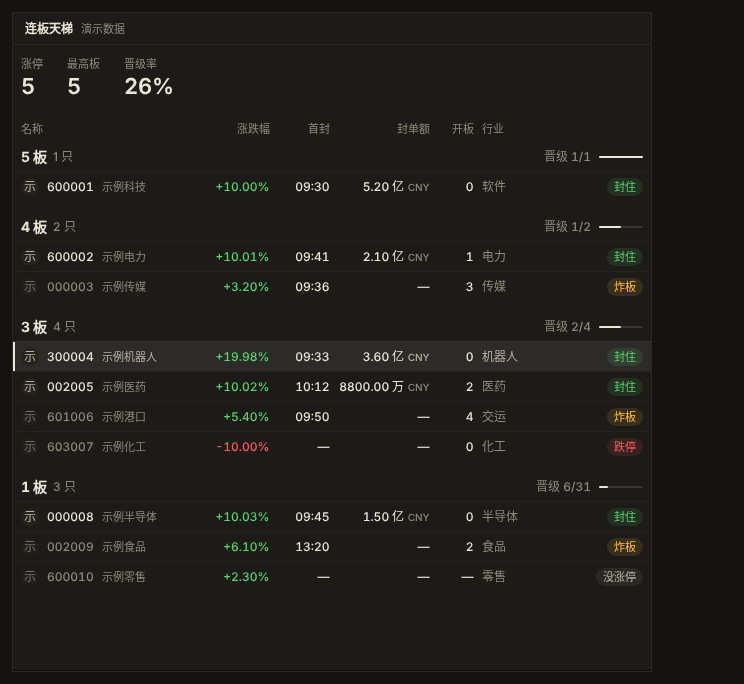 连板天梯 演示数据
涨停 最高板 晋级率
5 5 26%
名称 涨跌幅 首封 封单额 开板 行业
5 板 1 只 晋级 1/1
示 600001 示例科技 +10.00% 09:30 5.20 亿 CNY 0 软件 封住
4 板 2 只 晋级 1/2
示 600002 示例电力 +10.01% 09:41 2.10 亿 CNY 1 电力 封住
示 000003 示例传媒 +3.20% 09:36 — 3 传媒 炸板
3 板 4 只 晋级 2/4
示 300004 示例机器人 +19.98% 09:33 3.60 亿 CNY 0 机器人 封住
示 002005 示例医药 +10.02% 10:12 8800.00 万 CNY 2 医药 封住
示 601006 示例港口 +5.40% 09:50 — 4 交运 炸板
示 603007 示例化工 -10.00% — — 0 化工 跌停
1 板 3 只 晋级 6/31
示 000008 示例半导体 +10.03% 09:45 1.50 亿 CNY 0 半导体 封住
示 002009 示例食品 +6.10% 13:20 — 2 食品 炸板
示 600010 示例零售 +2.30% — — — 零售 没涨停